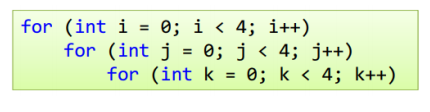 for (int i = 0; i < 4; i++)
    for (int j = 0; j < 4; j++)
        for (int k = 0; k < 4; k++)